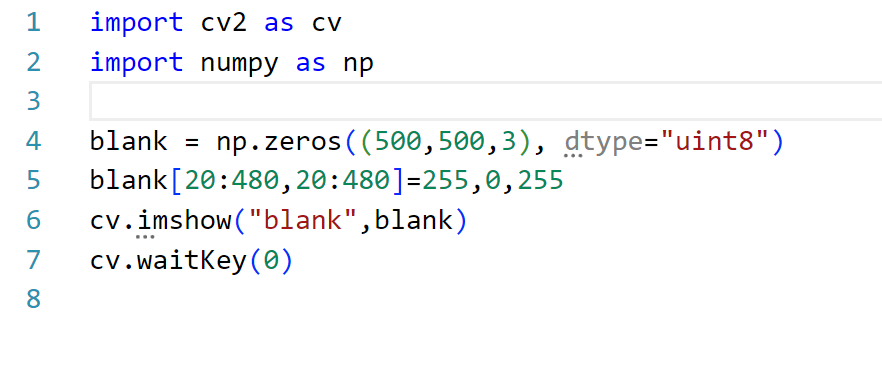 1 import cv2 as cv
2 import numpy as np
3
4 blank = np.zeros((500,500,3), dtype="uint8")
5 blank[20:480,20:480]=255,0,255
6 cv.imshow("blank",blank)
7 cv.waitKey(0)
8